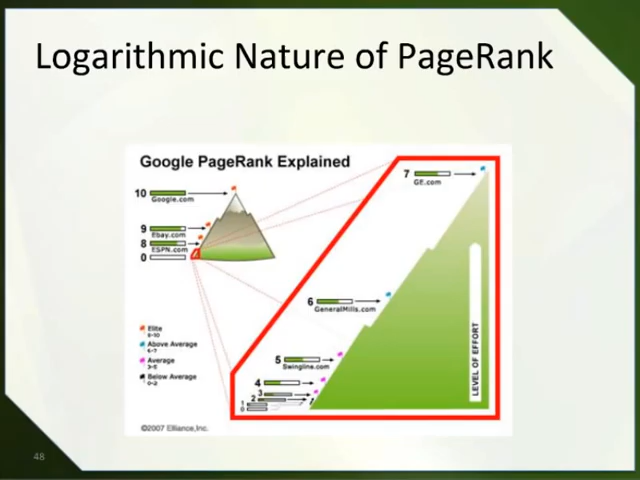 Logarithmic Nature of PageRank
Google PageRank Explained
10
Google.com
9
Ebay.com
8
ESPN.com
0
7
GE.com
6
GeneralMills.com
5
Swingline.com
4
3
2
1
0
LEVEL OF EFFORT
Elite
8-10
Above Average
6-7
Average
3-5
Below Average
0-2
©2007 Elliance,Inc.
48